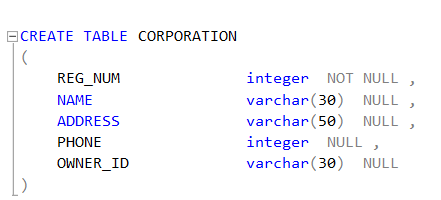 CREATE TABLE CORPORATION
(
REG_NUM integer NOT NULL ,
NAME varchar(30) NULL ,
ADDRESS varchar(50) NULL ,
PHONE integer NULL ,
OWNER_ID varchar(30) NULL
)